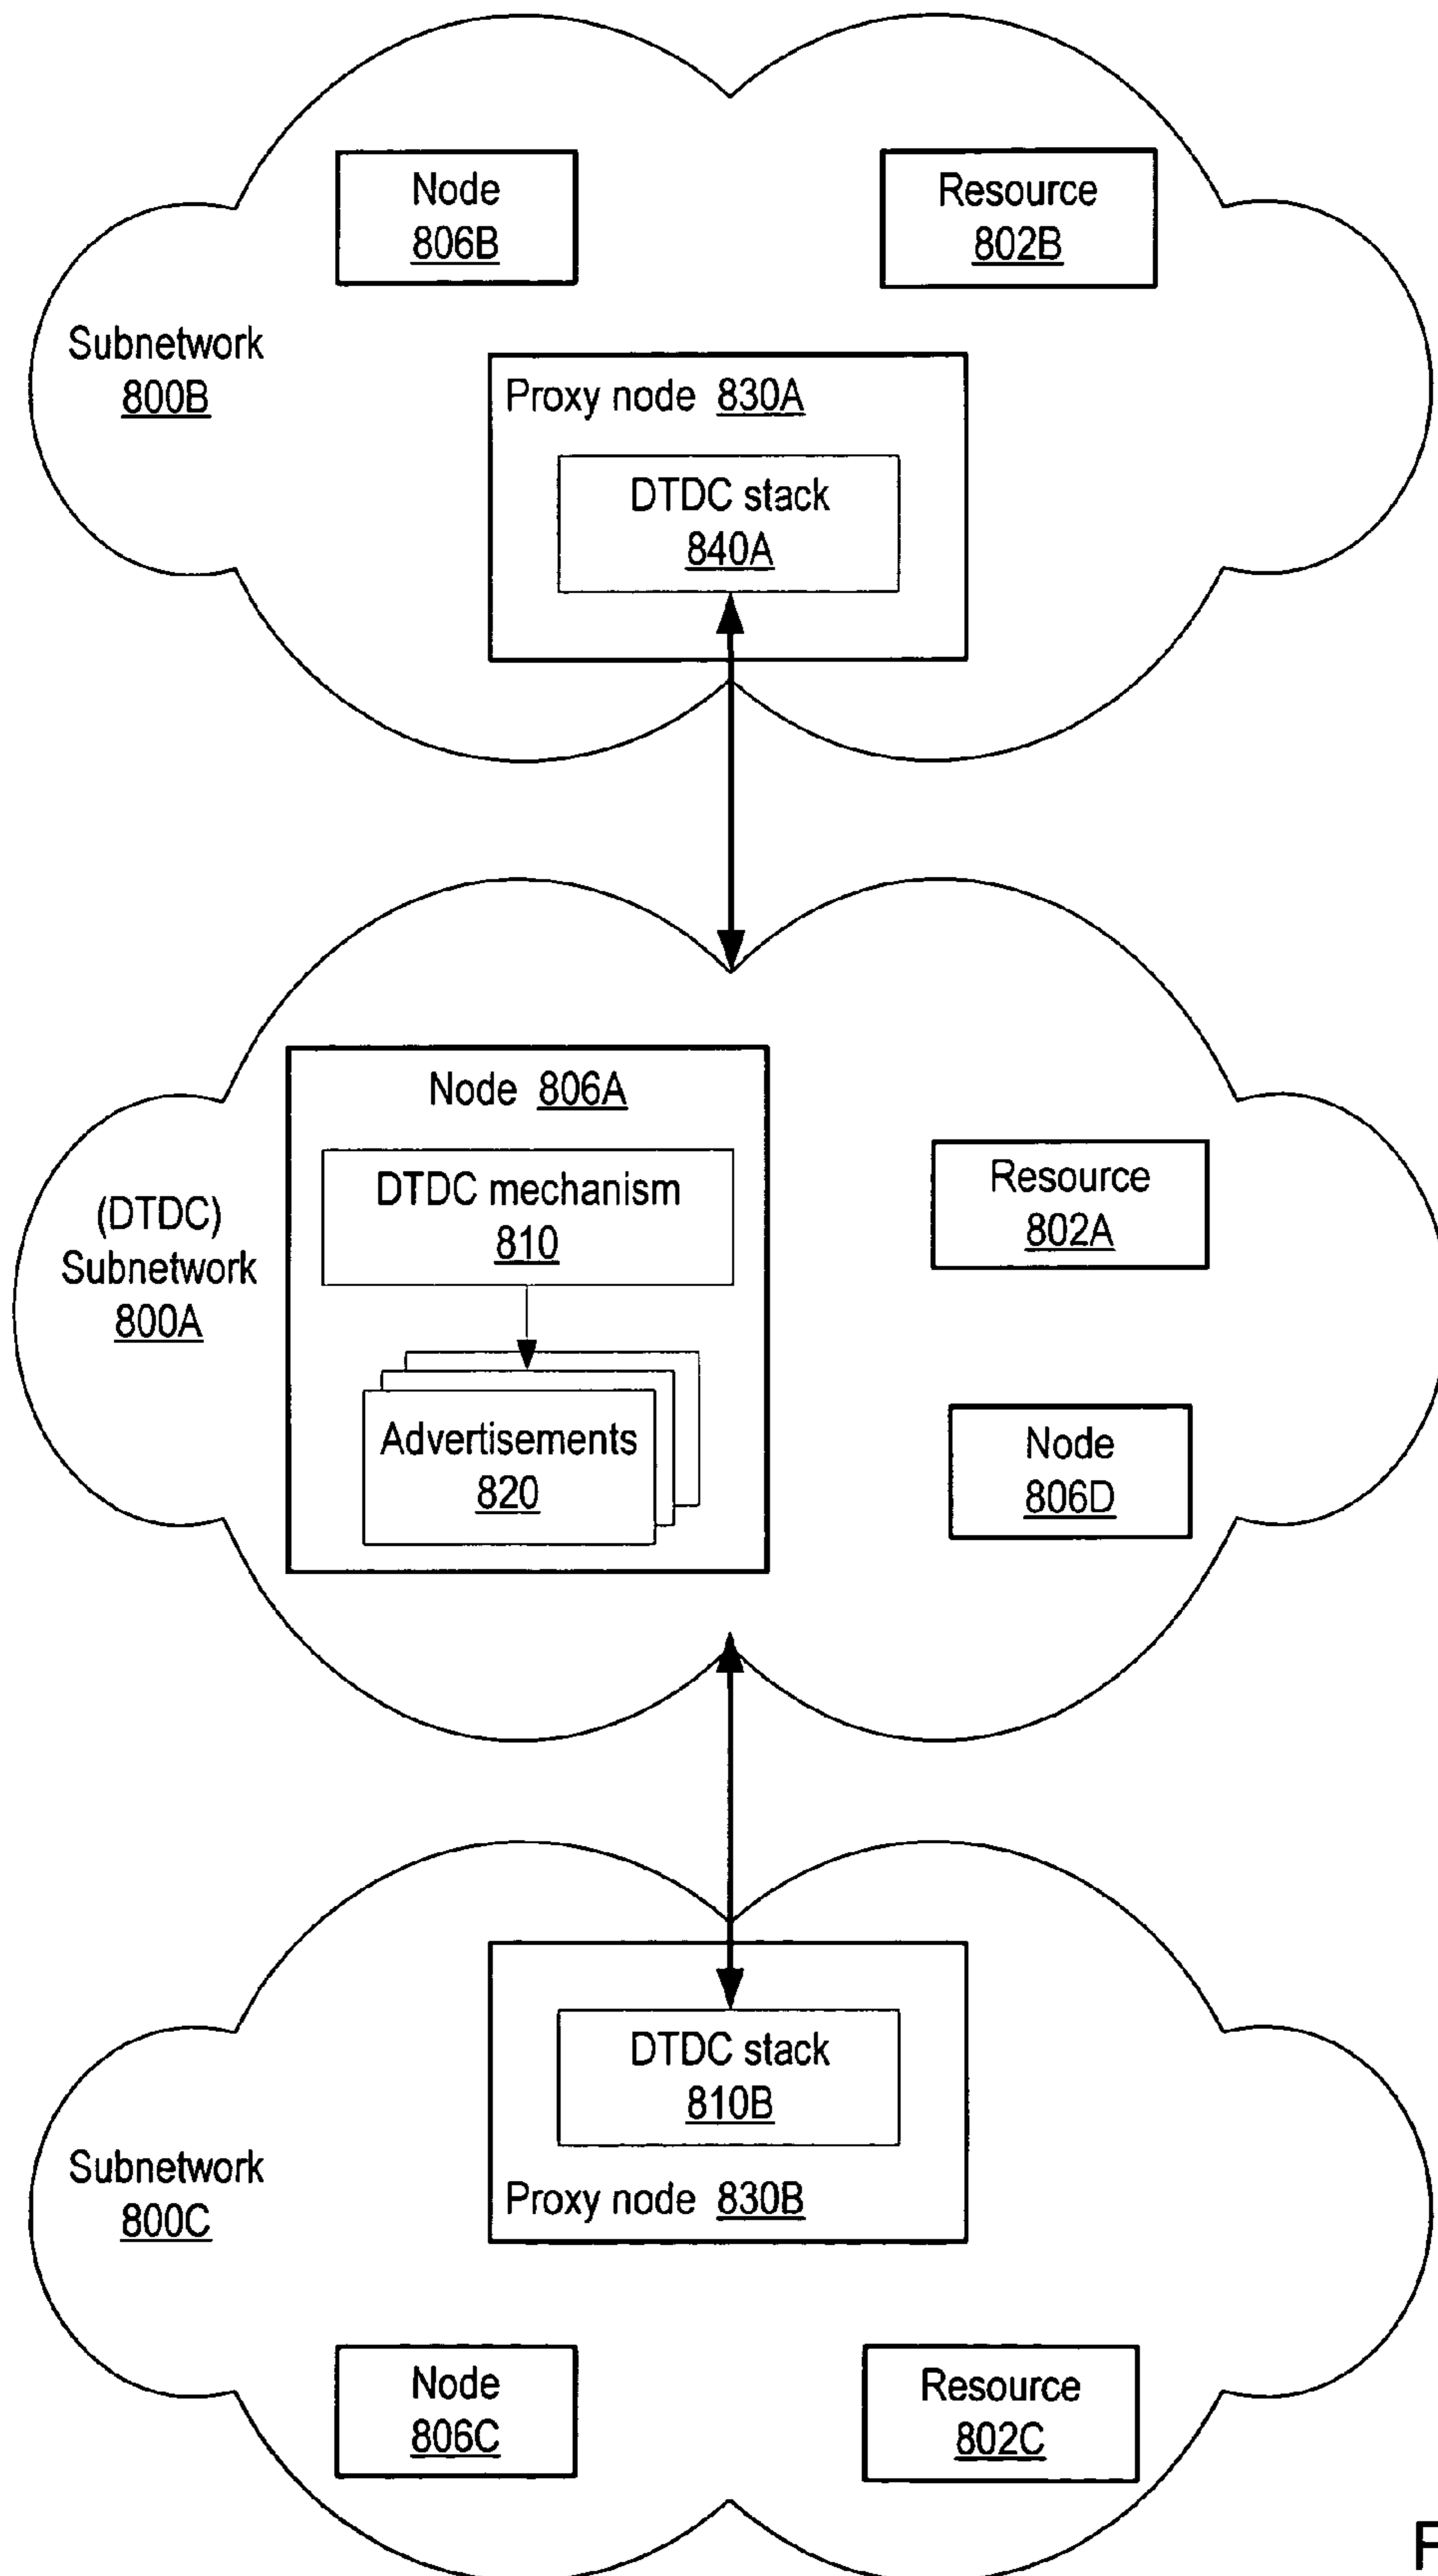 Node
806B
Resource
802B
Subnetwork
800B
Proxy node 830A
DTDC stack
840A
Node 806A
DTDC mechanism
810
Resource
802A
(DTDC)
Subnetwork
800A
Advertisements
820
Node
806D
DTDC stack
810B
Subnetwork
800C
Proxy node 830B
Node
806C
Resource
802C
F